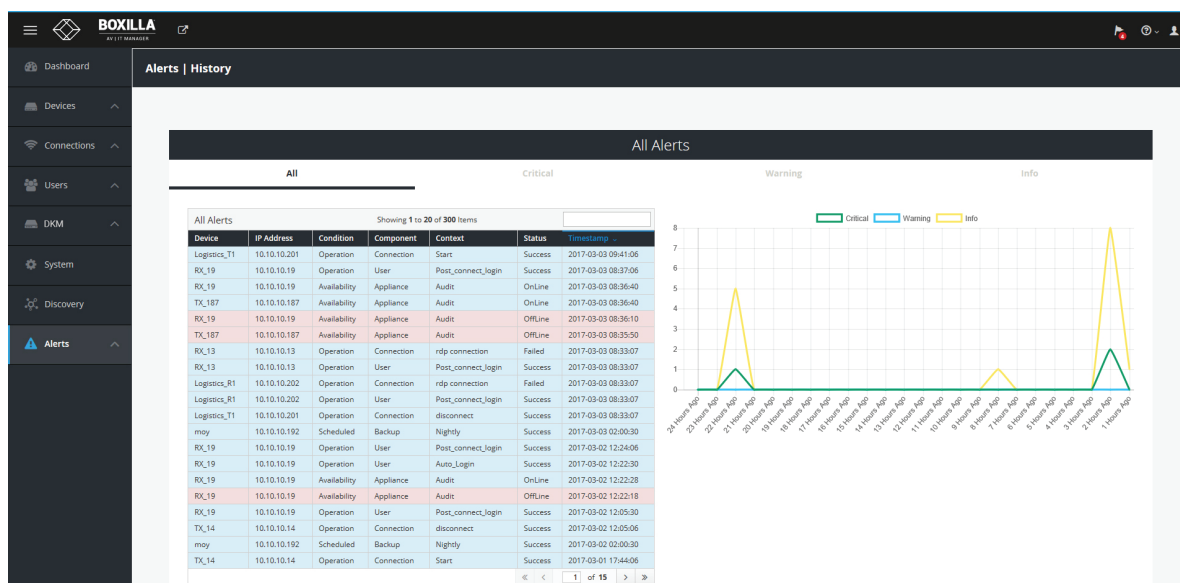 BOXILLA
AV | IT MANAGER
4
Dashboard
Alerts | History
Devices
Connections
Users
DKM
System
Discovery
Alerts
All Alerts
All Critical Warning Info
All Alerts Showing 1 to 20 of 300 Items
Device IP Address Condition Component Context Status Timestamp
Logistics_T1 10.10.10.201 Operation Connection Start Success 2017-03-03 09:41:06
RX_19 10.10.10.19 Operation User Post_connect_login Success 2017-03-03 08:37:06
RX_19 10.10.10.19 Availability Appliance Audit OnLine 2017-03-03 08:36:40
TX_187 10.10.10.187 Availability Appliance Audit OnLine 2017-03-03 08:36:40
RX_19 10.10.10.19 Availability Appliance Audit OffLine 2017-03-03 08:36:10
TX_187 10.10.10.187 Availability Appliance Audit OffLine 2017-03-03 08:35:50
RX_13 10.10.10.13 Operation Connection rdp connection Failed 2017-03-03 08:33:07
RX_13 10.10.10.13 Operation User Post_connect_login Success 2017-03-03 08:33:07
Logistics_R1 10.10.10.202 Operation Connection rdp connection Failed 2017-03-03 08:33:07
Logistics_R1 10.10.10.202 Operation User Post_connect_login Success 2017-03-03 08:33:07
Logistics_T1 10.10.10.201 Operation Connection disconnect Success 2017-03-03 08:33:07
moy 10.10.10.192 Scheduled Backup Nightly Success 2017-03-03 02:00:30
RX_19 10.10.10.19 Operation User Post_connect_login Success 2017-03-02 12:24:06
RX_19 10.10.10.19 Operation User Auto_Login Success 2017-03-02 12:22:30
RX_19 10.10.10.19 Availability Appliance Audit OnLine 2017-03-02 12:22:28
RX_19 10.10.10.19 Availability Appliance Audit OffLine 2017-03-02 12:22:18
RX_19 10.10.10.19 Operation User Post_connect_login Success 2017-03-02 12:05:30
TX_14 10.10.10.14 Operation Connection disconnect Success 2017-03-02 12:05:06
moy 10.10.10.192 Scheduled Backup Nightly Success 2017-03-02 02:00:30
TX_14 10.10.10.14 Operation Connection Start Success 2017-03-01 17:44:06
« < 1 of 15 > »
Critical Warning Info
8
7
6
5
4
3
2
1
0
24 Hours Ago
23 Hours Ago
22 Hours Ago
21 Hours Ago
20 Hours Ago
19 Hours Ago
18 Hours Ago
17 Hours Ago
16 Hours Ago
15 Hours Ago
14 Hours Ago
13 Hours Ago
12 Hours Ago
11 Hours Ago
10 Hours Ago
9 Hours Ago
8 Hours Ago
7 Hours Ago
6 Hours Ago
5 Hours Ago
4 Hours Ago
3 Hours Ago
2 Hours Ago
1 Hours Ago